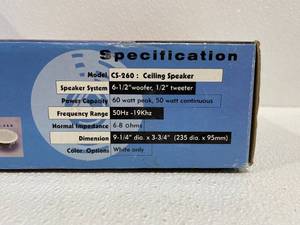 Specification
Model CS-260 : Ceiling Speaker
Speaker System 6-1/2"woofer, 1/2" tweeter
Power Capacity 60 watt peak, 50 watt continuous
Frequency Range 50Hz -19Khz
Normal Impedance 6-8 Ohms
Dimension 9-1/4" dia. x 3-3/4" (235 dia. x 95mm)
Color Options White only